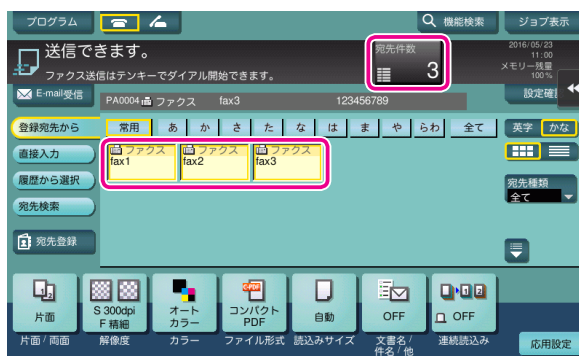 プログラム
機能検索
ジョブ表示
送信できます。
ファクス送信はテンキーでダイアル開始できます。
宛先件数
3
2016/05/23
11:00
メモリー残量
100%
E-mail受信
PA0004 ファクス fax3 123456789
設定確
登録宛先から
常用 あ か さ た な は ま や らわ 全て
英字 かな
直接入力
履歴から選択
宛先検索
宛先登録
ファクス
fax1
ファクス
fax2
ファクス
fax3
宛先種類
全て
片面
S 300dpi
F 精細
オート
カラー
コンパクト
PDF
自動
OFF
OFF
片面/両面
解像度
カラー
ファイル形式
読込みサイズ
文書名/
件名/他
連続読込み
応用設定